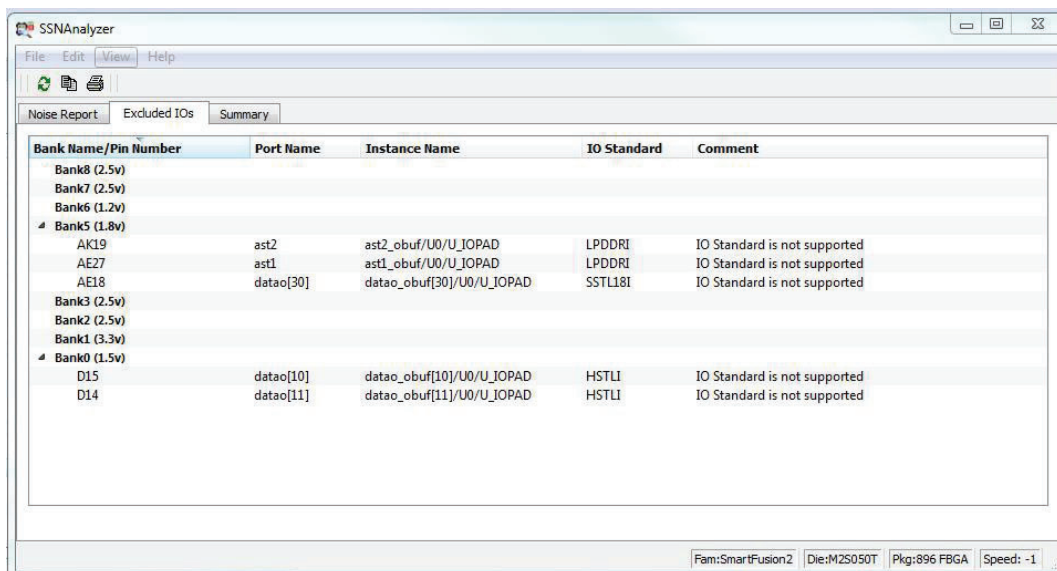 SSNAnalyzer
File Edit View Help
Noise Report Excluded IOs Summary
Bank Name/Pin Number Port Name Instance Name IO Standard Comment
Bank8 (2.5v)
Bank7 (2.5v)
Bank6 (1.2v)
Bank5 (1.8v)
AK19 ast2 ast2_obuf/U0/U_IOPAD LPDDRI IO Standard is not supported
AE27 ast1 ast1_obuf/U0/U_IOPAD LPDDRI IO Standard is not supported
AE18 datao[30] datao_obuf[30]/U0/U_IOPAD SSTL18I IO Standard is not supported
Bank3 (2.5v)
Bank2 (2.5v)
Bank1 (3.3v)
Bank0 (1.5v)
D15 datao[10] datao_obuf[10]/U0/U_IOPAD HSTLI IO Standard is not supported
D14 datao[11] datao_obuf[11]/U0/U_IOPAD HSTLI IO Standard is not supported
Fam:SmartFusion2 Die:M2S050T Pkg:896 FBGA Speed: -1